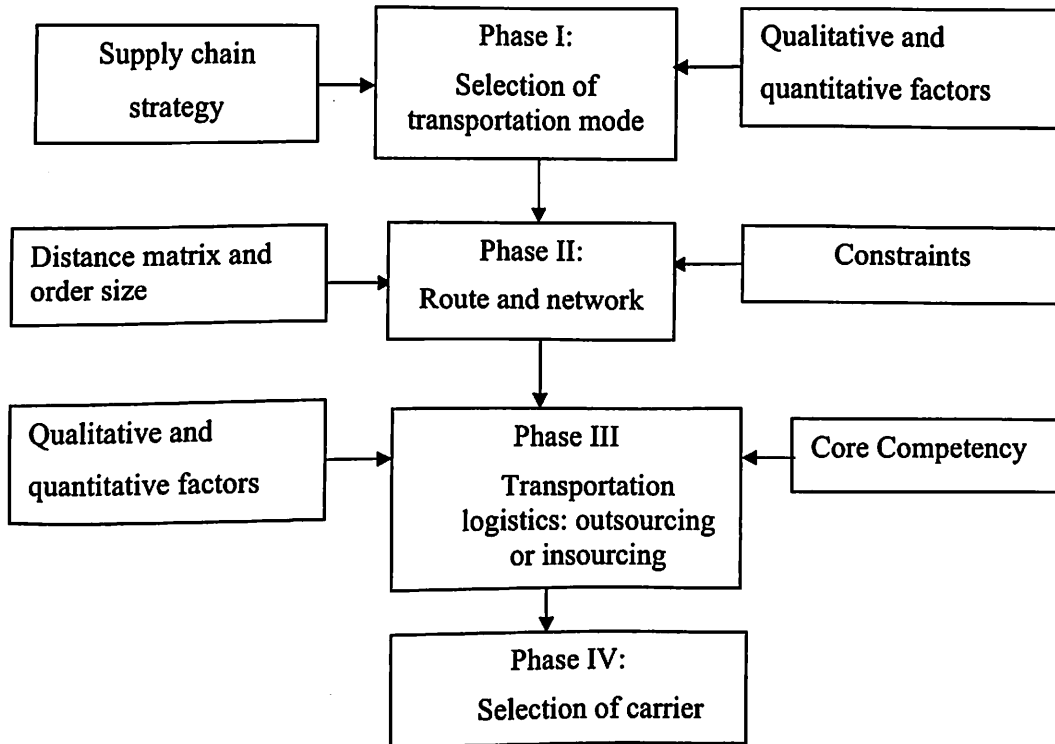 Supply chain
strategy
Phase I:
Selection of
transportation mode
Qualitative and
quantitative factors
Distance matrix and
order size
Phase II:
Route and network
Constraints
Qualitative and
quantitative factors
Phase III
Transportation
logistics: outsourcing
or insourcing
Core Competency
Phase IV:
Selection of carrier